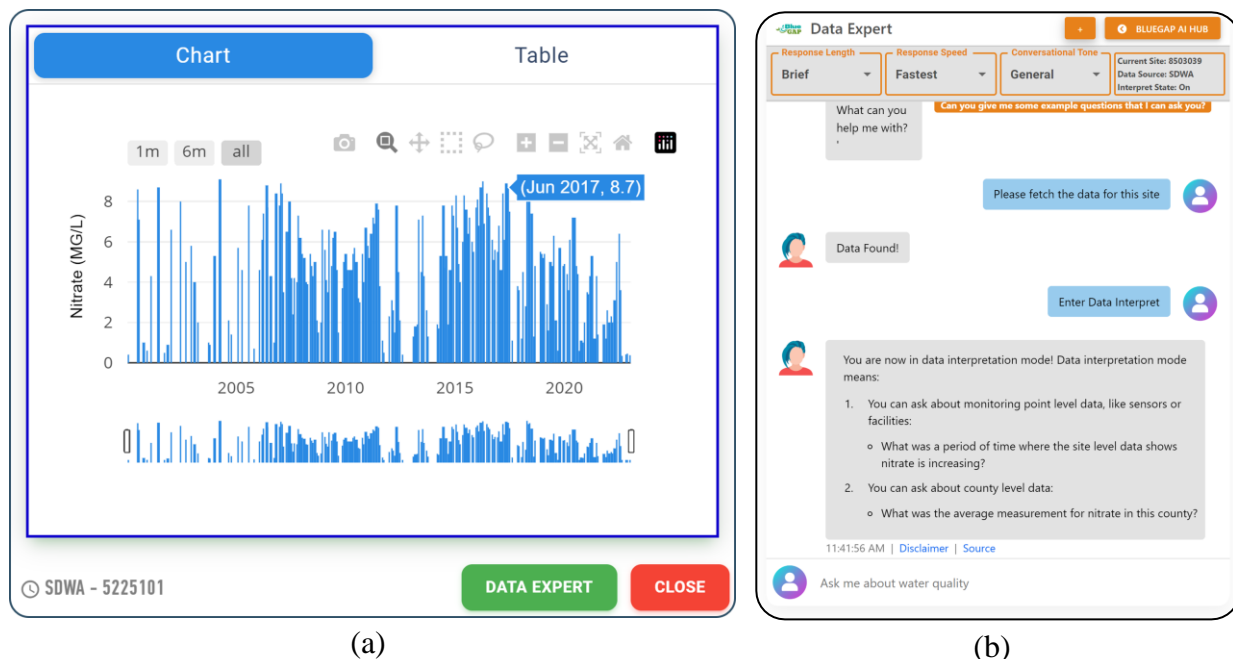 Chart
Table
1m 6m all
(Jun 2017, 8.7)
Nitrate (MG/L)
8
6
4
2
0
2005 2010 2015 2020
SDWA - 5225101
DATA EXPERT
CLOSE
(a)
Blue
GAP
Data Expert
+
BLUEGAP AI HUB
Response Length
Brief
Response Speed
Fastest
Conversational Tone
General
Current Site: 8503039
Data Source: SDWA
Interpret State: On
What can you
help me with?
'
Can you give me some example questions that I can ask you?
Please fetch the data for this site
Data Found!
Enter Data Interpret
You are now in data interpretation mode! Data interpretation mode
means:
1. You can ask about monitoring point level data, like sensors or
facilities:
○ What was a period of time where the site level data shows
nitrate is increasing?
2. You can ask about county level data:
○ What was the average measurement for nitrate in this county?
11:41:56 AM | Disclaimer | Source
Ask me about water quality
(b)